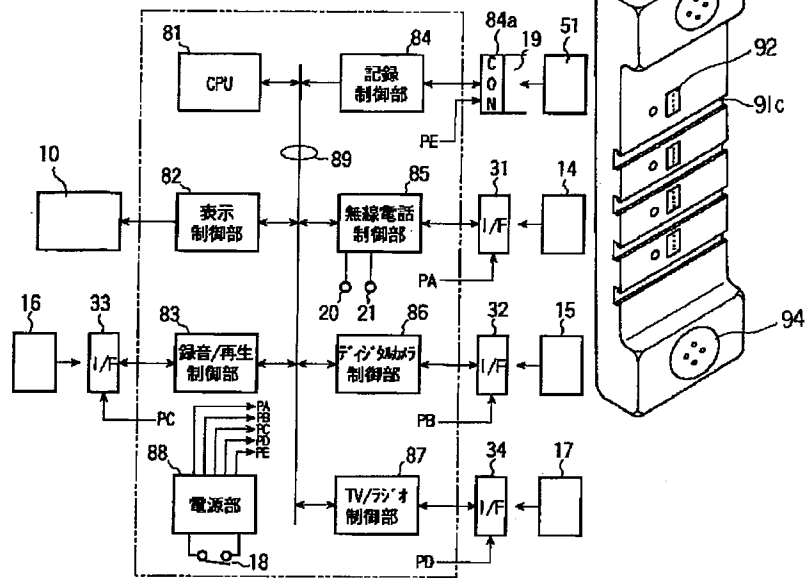 81
CPU
84
記録
制御部
84a
CON
19
51
PE
92
91c
89
10
82
表示
制御部
85
無線電話
制御部
31
I/F
14
PA
20
21
16
33
I/F
83
録音/再生
制御部
86
ディジタルカメラ
制御部
32
I/F
15
94
PC
PA
PB
PC
PD
PE
PB
88
電源部
18
87
TV/ラジオ
制御部
34
I/F
17
PD